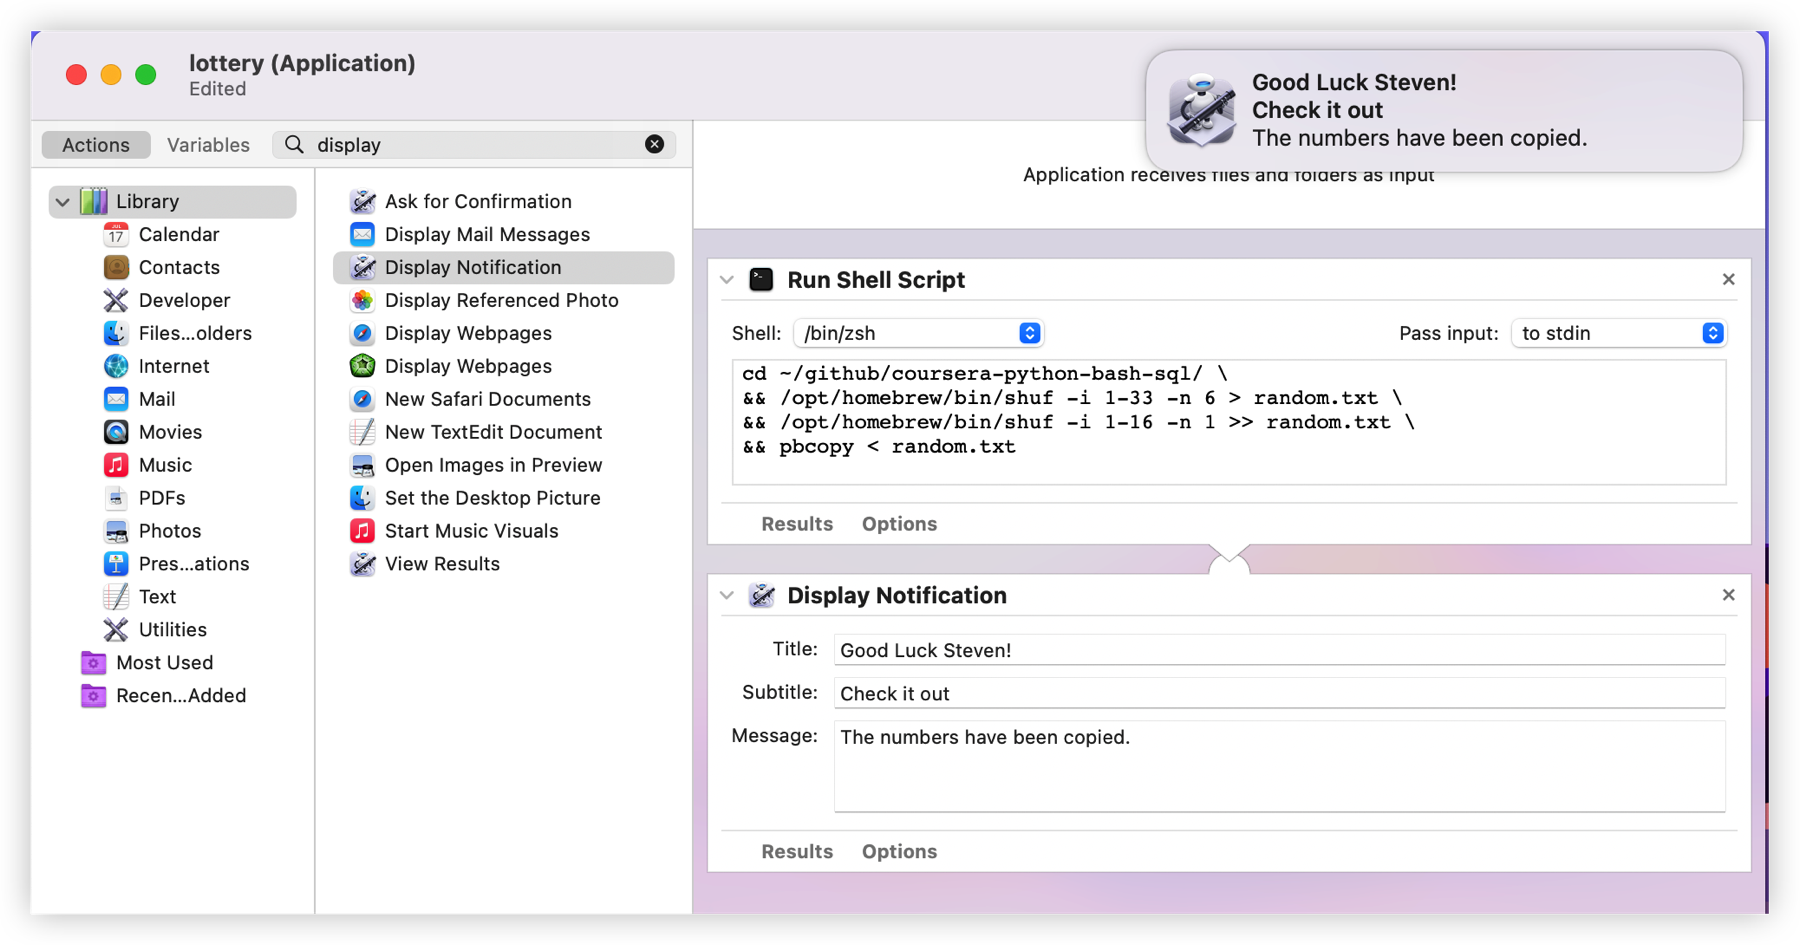 lottery (Application)
Edited
Good Luck Steven!
Check it out
The numbers have been copied.
Actions
Variables
display
Application receives files and folders as input
Library
JUL
17
Calendar
Contacts
Developer
Files...olders
Internet
Mail
Movies
Music
PDFs
Photos
Pres...ations
Text
Utilities
Most Used
Recen...Added
Ask for Confirmation
Display Mail Messages
Display Notification
Display Referenced Photo
Display Webpages
Display Webpages
New Safari Documents
New TextEdit Document
Open Images in Preview
Set the Desktop Picture
Start Music Visuals
View Results
Run Shell Script
Shell: /bin/zsh
Pass input: to stdin
cd ~/github/coursera-python-bash-sql/ \
&& /opt/homebrew/bin/shuf -i 1-33 -n 6 > random.txt \
&& /opt/homebrew/bin/shuf -i 1-16 -n 1 >> random.txt \
&& pbcopy < random.txt
Results Options
Display Notification
Title: Good Luck Steven!
Subtitle: Check it out
Message: The numbers have been copied.
Results Options